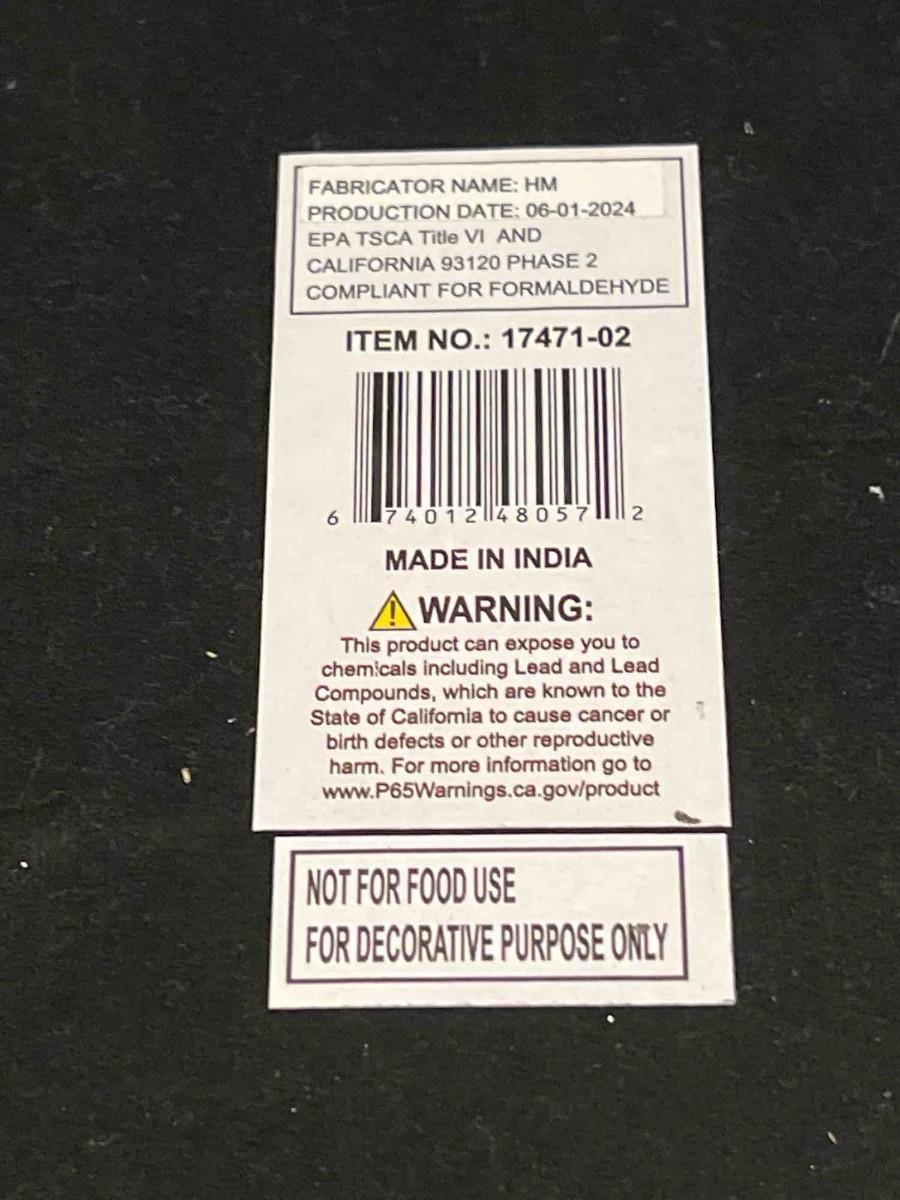 FABRICATOR NAME: HM
PRODUCTION DATE: 06-01-2024
EPA TSCA Title VI AND
CALIFORNIA 93120 PHASE 2
COMPLIANT FOR FORMALDEHYDE
ITEM NO.: 17471-02
6 74012 48057 2
MADE IN INDIA
WARNING:
This product can expose you to
chemicals including Lead and Lead
Compounds, which are known to the
State of California to cause cancer or
birth defects or other reproductive
harm. For more information go to
www.P65Warnings.ca.gov/product
NOT FOR FOOD USE
FOR DECORATIVE PURPOSE ONLY